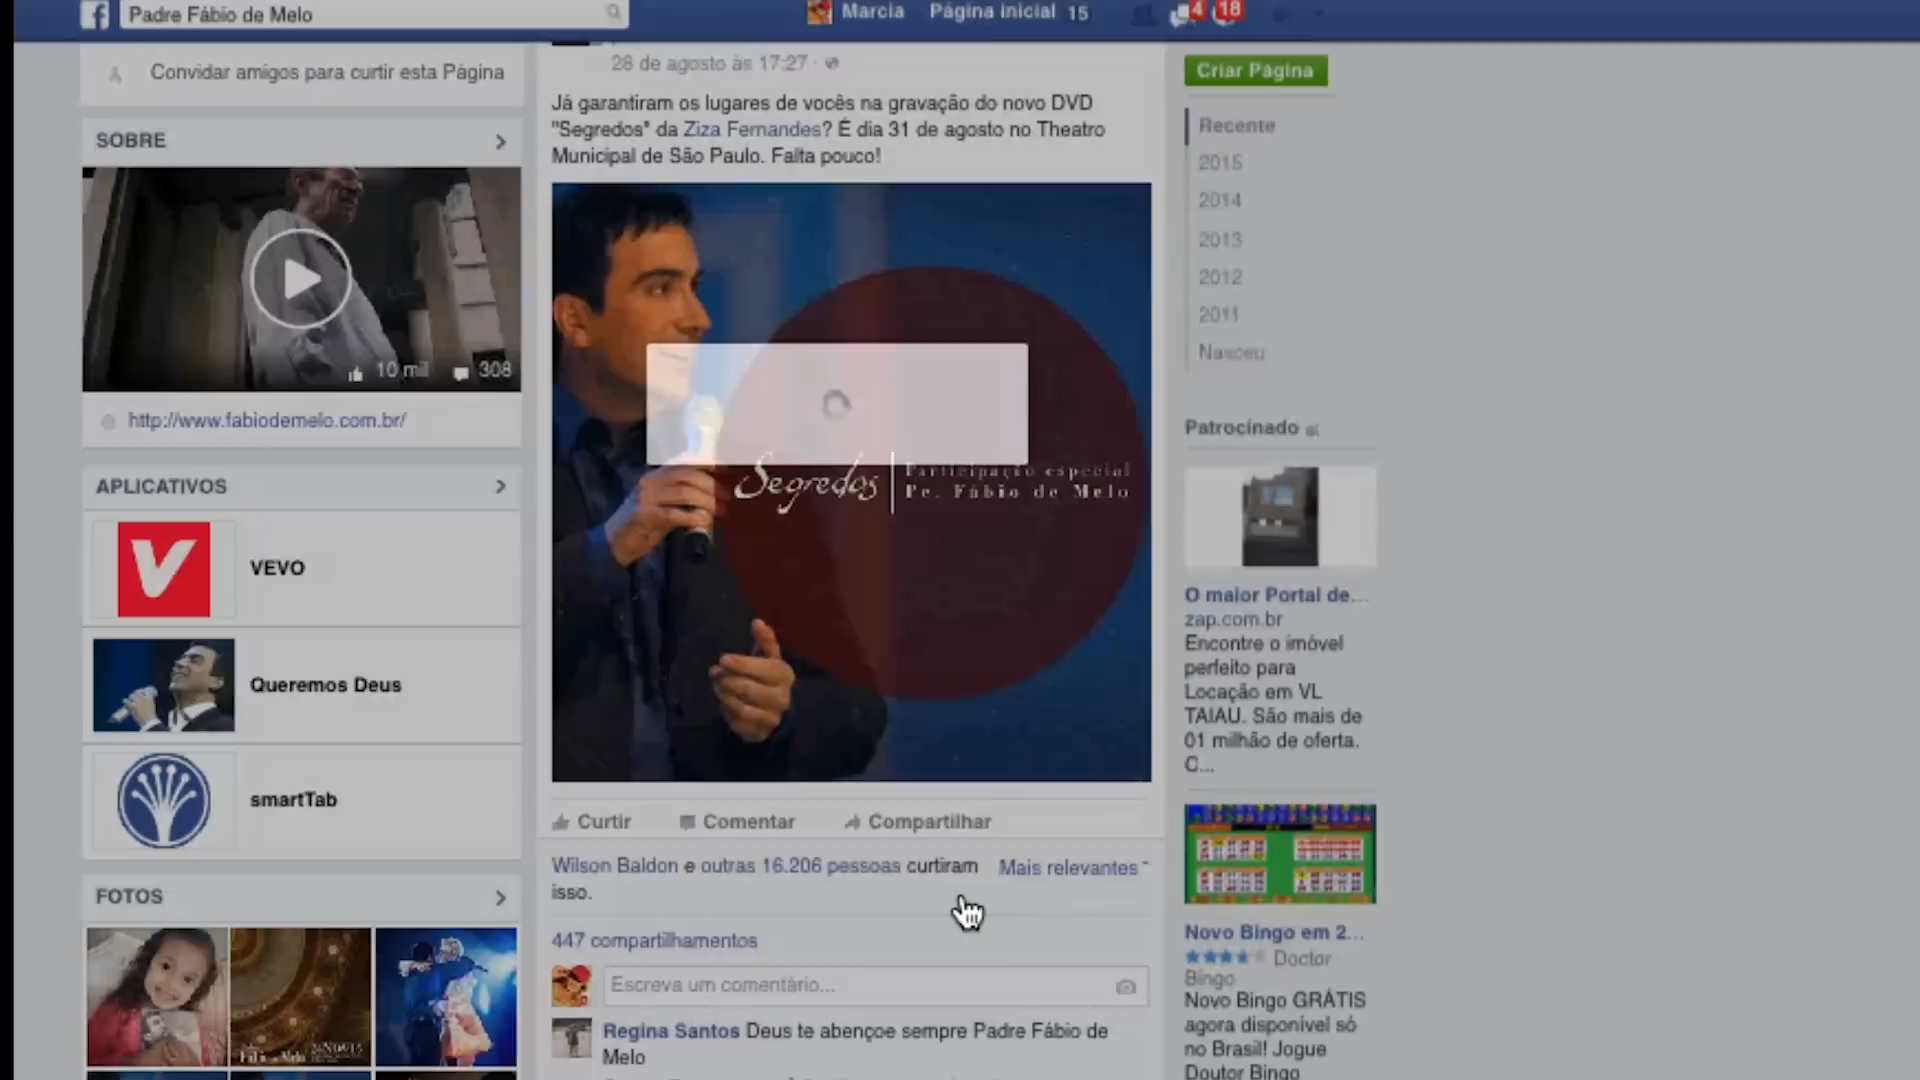 Padre Fábio de Melo
Marcia
Página inicial 15
4
18
Convidar amigos para curtir esta Página
SOBRE
10 mil
308
http://www.fabiodemelo.com.br/
APLICATIVOS
VEVO
Queremos Deus
smartTab
FOTOS
28 de agosto às 17:27
Já garantiram os lugares de vocês na gravação do novo DVD
"Segredos" da Ziza Fernandes? É dia 31 de agosto no Theatro
Municipal de São Paulo. Falta pouco!
Segredos
Participação especial
Pe. Fábio de Melo
Curtir
Comentar
Compartilhar
Wilson Baldon e outras 16.206 pessoas curtiram
isso.
Mais relevantes
447 compartilhamentos
Escreva um comentário...
Regina Santos Deus te abençoe sempre Padre Fábio de
Melo
Criar Página
Recente
2015
2014
2013
2012
2011
Nasceu
Patrocinado
O maior Portal de...
zap.com.br
Encontre o imóvel
perfeito para
Locação em VL
TAIAU. São mais de
01 milhão de oferta.
C...
Novo Bingo em 2...
Doctor
Bingo
Novo Bingo GRÁTIS
agora disponível só
no Brasil! Jogue
Doutor Bingo